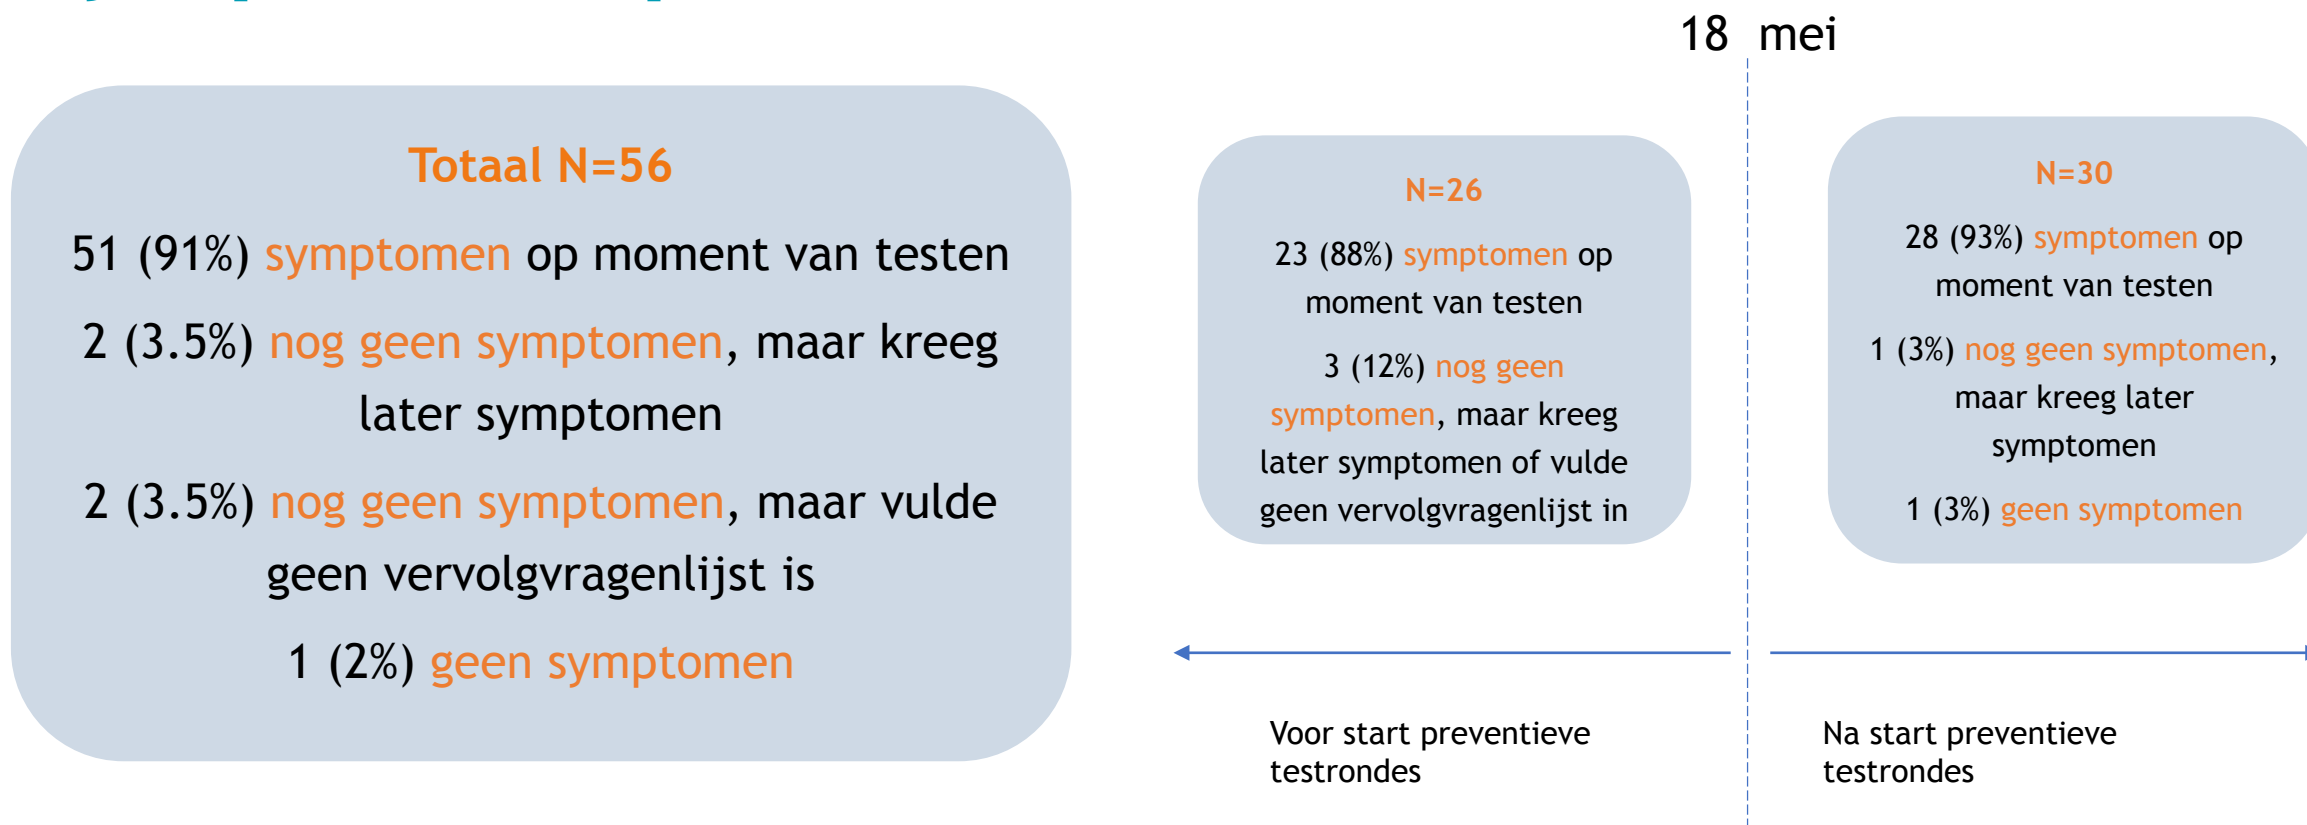 Totaal N=56
51 (91%) symptomen op moment van testen
2 (3.5%) nog geen symptomen, maar kreeg
later symptomen
2 (3.5%) nog geen symptomen, maar vulde
geen vervolgvragenlijst is
1 (2%) geen symptomen
18 mei
N=26
23 (88%) symptomen op
moment van testen
3 (12%) nog geen
symptomen, maar kreeg
later symptomen of vulde
geen vervolgvragenlijst in
N=30
28 (93%) symptomen op
moment van testen
1 (3%) nog geen symptomen,
maar kreeg later
symptomen
1 (3%) geen symptomen
Voor start preventieve
testrondes
Na start preventieve
testrondes